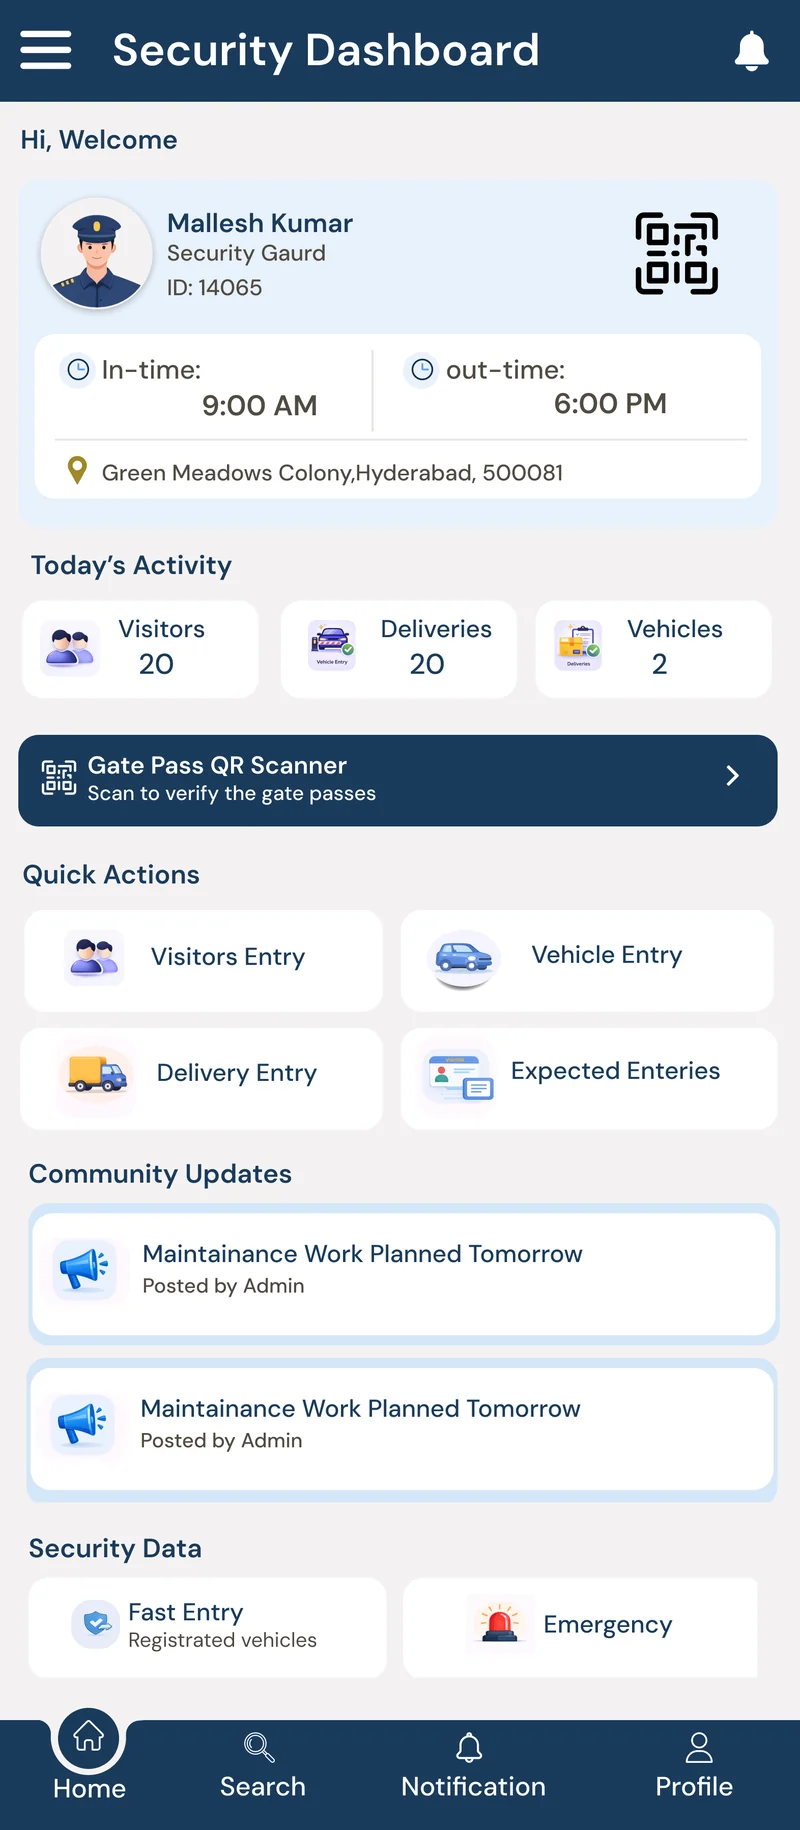 Security Dashboard
Hi, Welcome
Mallesh Kumar
Security Gaurd
ID: 14065
In-time:
9:00 AM
out-time:
6:00 PM
Green Meadows Colony,Hyderabad, 500081
Today's Activity
Visitors
20
Vehicle Entry
Deliveries
20
Deliveries
Vehicles
2
Gate Pass QR Scanner
Scan to verify the gate passes
Quick Actions
Visitors Entry
Vehicle Entry
Delivery Entry
Expected Enteries
Community Updates
Maintainance Work Planned Tomorrow
Posted by Admin
Maintainance Work Planned Tomorrow
Posted by Admin
Security Data
Fast Entry
Registrated vehicles
Emergency
Home
Search
Notification
Profile